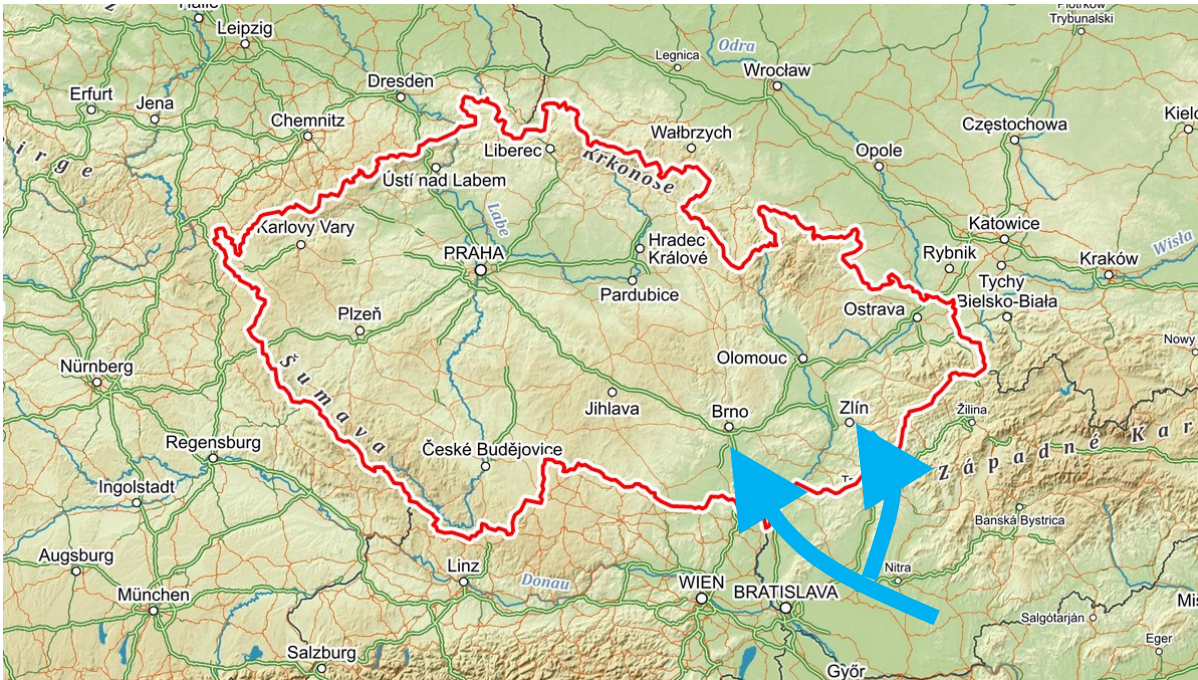 Halle
Leipzig
Piotrków
Trybunalski
Legnica
Odra
Wrocław
Dresden
Erfurt
Jena
Chemnitz
Wałbrzych
Częstochowa
Liberec
Krkonoše
Opole
Ústí nad Labem
Labe
Karlovy Vary
Hradec
Králové
Katowice
Rybnik
Wisła
PRAHA
Kraków
Tychy
Pardubice
Bielsko-Biała
Plzeň
Ostrava
Nürnberg
Olomouc
Šumava
Jihlava
Brno
Zlín
Žilina
Západné Kar
Regensburg
České Budějovice
Ingolstadt
Banská Bystrica
Augsburg
Linz
Donau
WIEN
BRATISLAVA
Nitra
München
Salgótarján
Eger
Salzburg
Győr